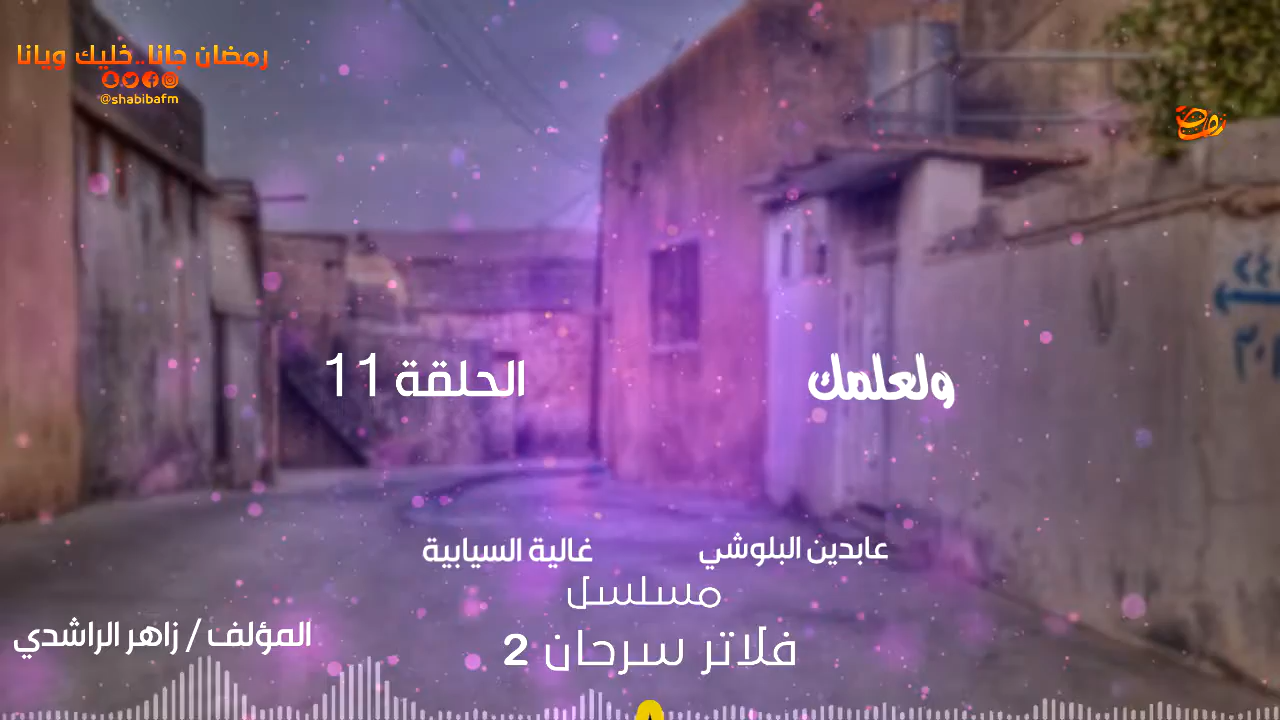 رمضان جانا..خليك ويانا
@shabibafm
رمضان
ولعلمك
الحلقة 11
عابدين البلوشي
غالية السيابية
مسلسل
فلاتر سرحان 2
المؤلف / زاهر الراشدي